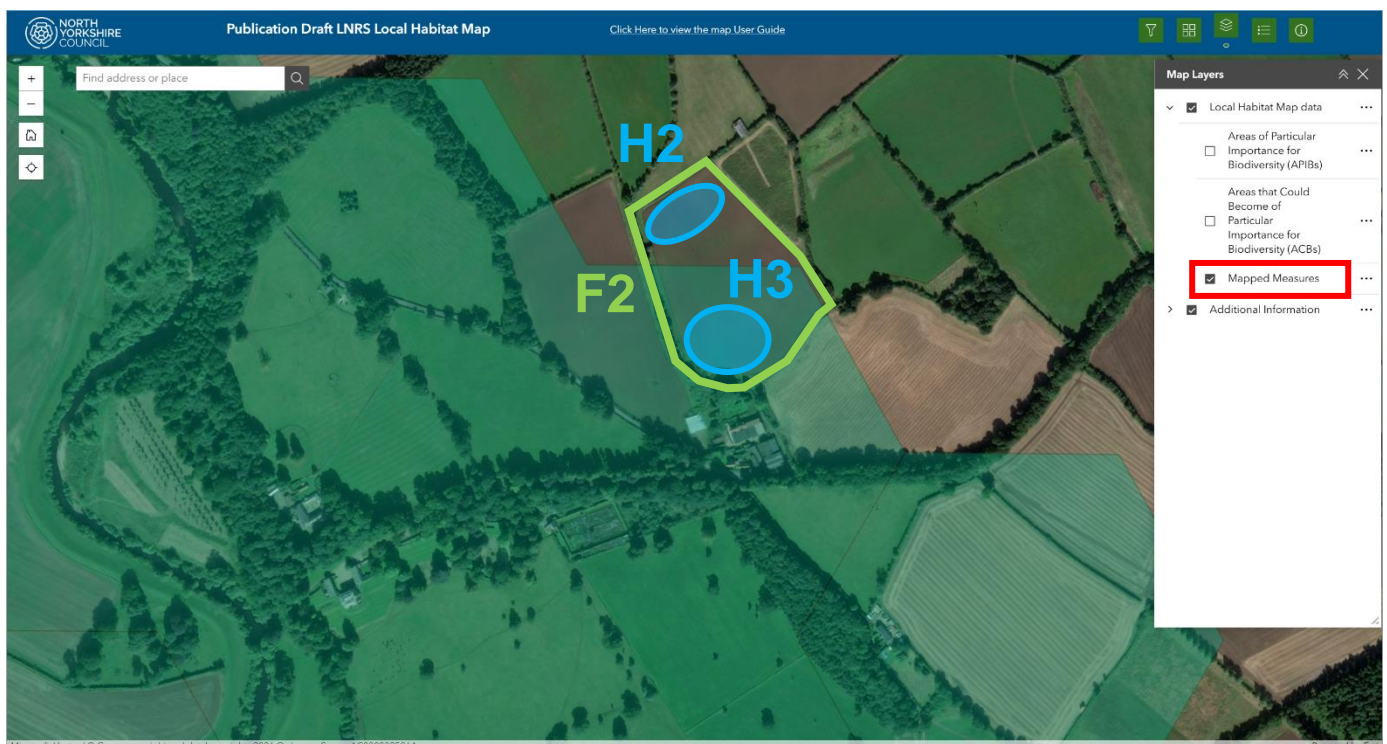 NORTH
YORKSHIRE
COUNCIL
Publication Draft LNRS Local Habitat Map
Click Here to view the map User Guide
Find address or place
Map Layers
Local Habitat Map data
Areas of Particular
Importance for
Biodiversity (APIBs)
Areas that Could
Become of
Particular
Importance for
Biodiversity (ACBs)
Mapped Measures
Additional Information
H2
F2
H3